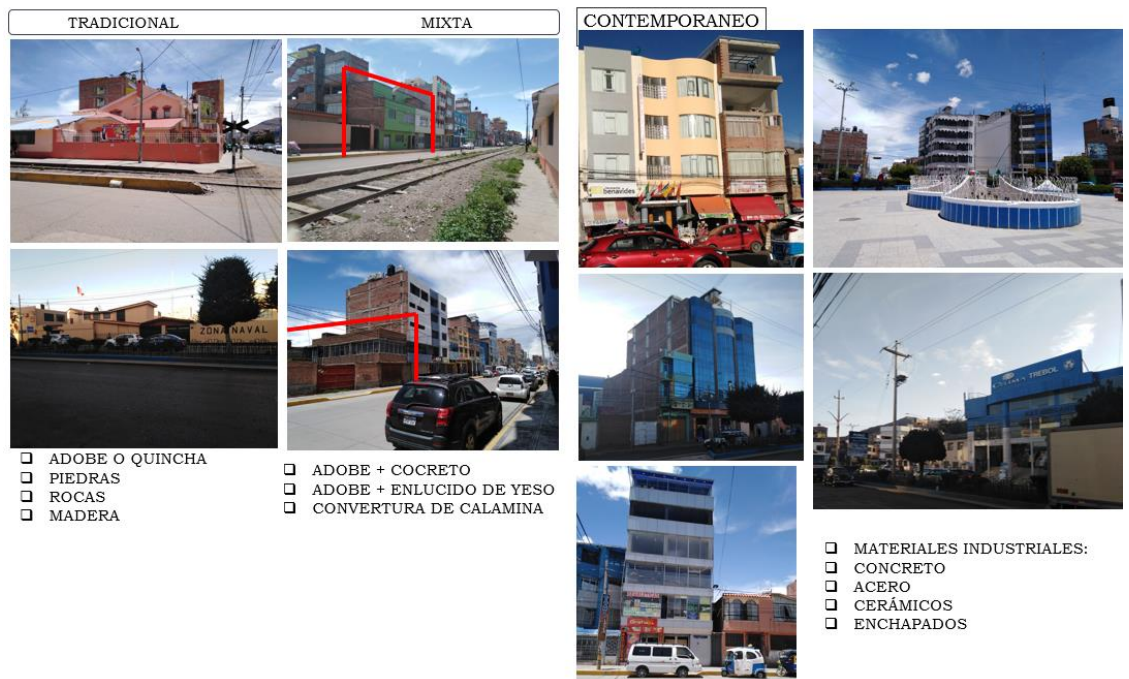 TRADICIONAL
MIXTA
CONTEMPORANEO
benavides
ZONA NAVAL
TREBOL
ADOBE O QUINCHA
PIEDRAS
ROCAS
MADERA
ADOBE + COCRETO
ADOBE + ENLUCIDO DE YESO
CONVERTURA DE CALAMINA
MATERIALES INDUSTRIALES:
CONCRETO
ACERO
CERÁMICOS
ENCHAPADOS